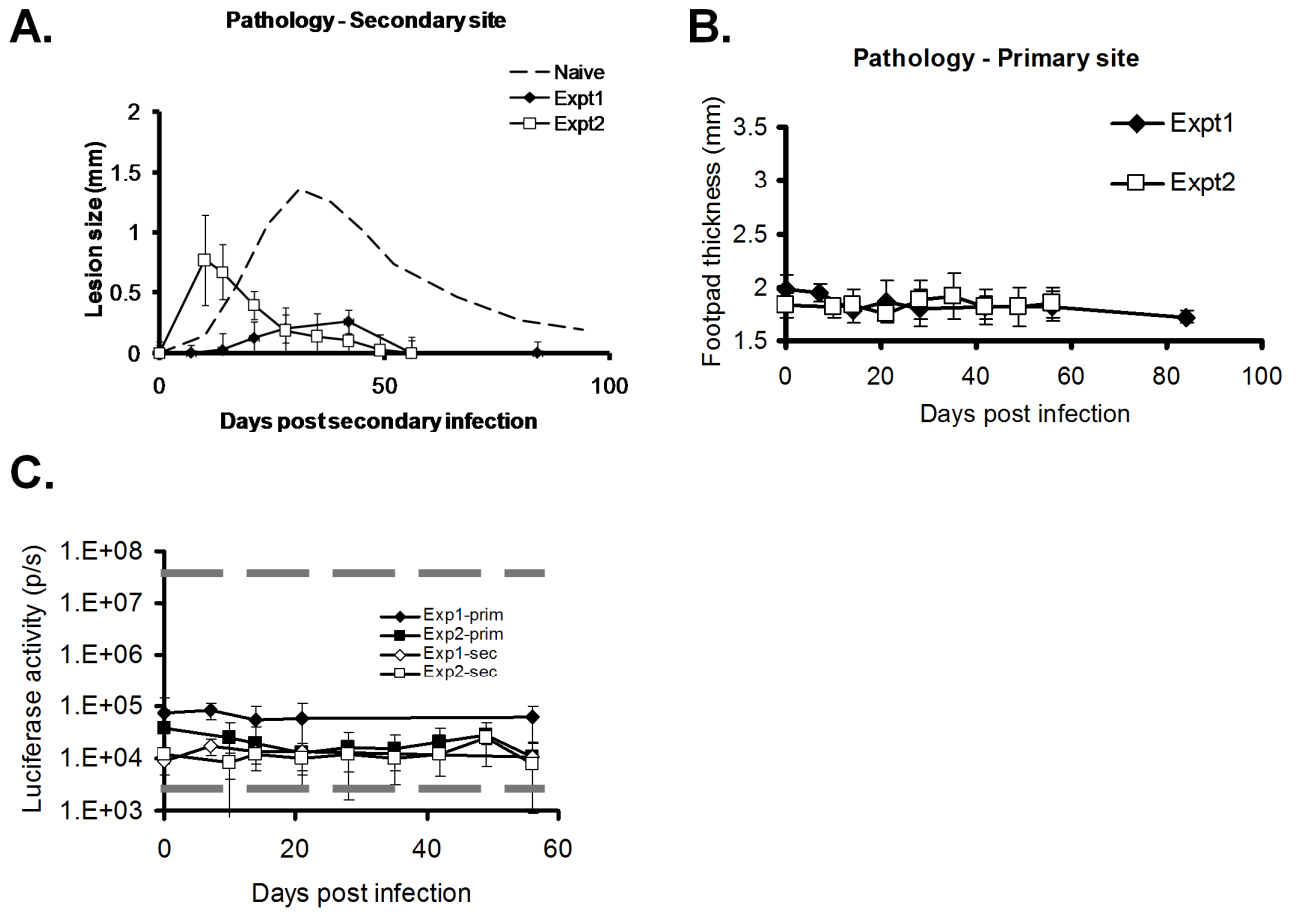 A.
Pathology - Secondary site
Naive
Expt1
Expt2
2
1.5
1
0.5
0
Lesion size (mm)
0
50
100
Days post secondary infection
B.
Pathology - Primary site
Expt1
Expt2
3.5
3
2.5
2
1.5
Footpad thickness (mm)
0
20
40
60
80
100
Days post infection
C.
1.E+08
1.E+07
1.E+06
1.E+05
1.E+04
1.E+03
Luciferase activity (p/s)
Exp1-prim
Exp2-prim
Exp1-sec
Exp2-sec
0
20
40
60
Days post infection